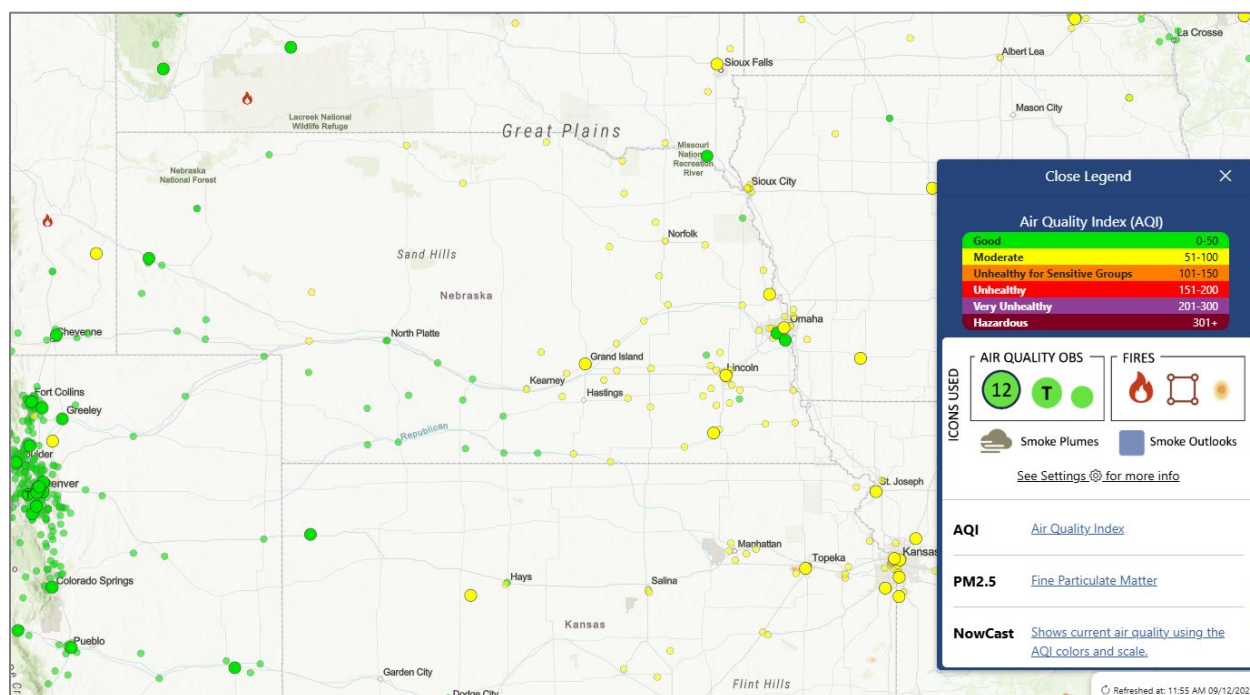 La Crosse
Albert Lea
Sioux Falls
Mason City
Lacreek National
Wildlife Refuge
Great Plains
Missouri
National
Recreation
River
Nebraska
National Forest
Sioux City
Norfolk
Sand Hills
Nebraska
Omaha
Cheyenne
North Platte
Grand Island
Lincoln
Kearney
Hastings
Fort Collins
Greeley
Republican
St. Joseph
Manhattan
Topeka
Kansas
Colorado Springs
Hays
Salina
Kansas
Pueblo
Garden City
Dodge City
Flint Hills
Close Legend
Air Quality Index (AQI)
Good 0-50
Moderate 51-100
Unhealthy for Sensitive Groups 101-150
Unhealthy 151-200
Very Unhealthy 201-300
Hazardous 301+
ICONS USED
AIR QUALITY OBS
FIRES
12 T
Smoke Plumes
Smoke Outlooks
See Settings for more info
AQI Air Quality Index
PM2.5 Fine Particulate Matter
NowCast Shows current air quality using the
AQI colors and scale.
Refreshed at: 11:55 AM 09/12/202